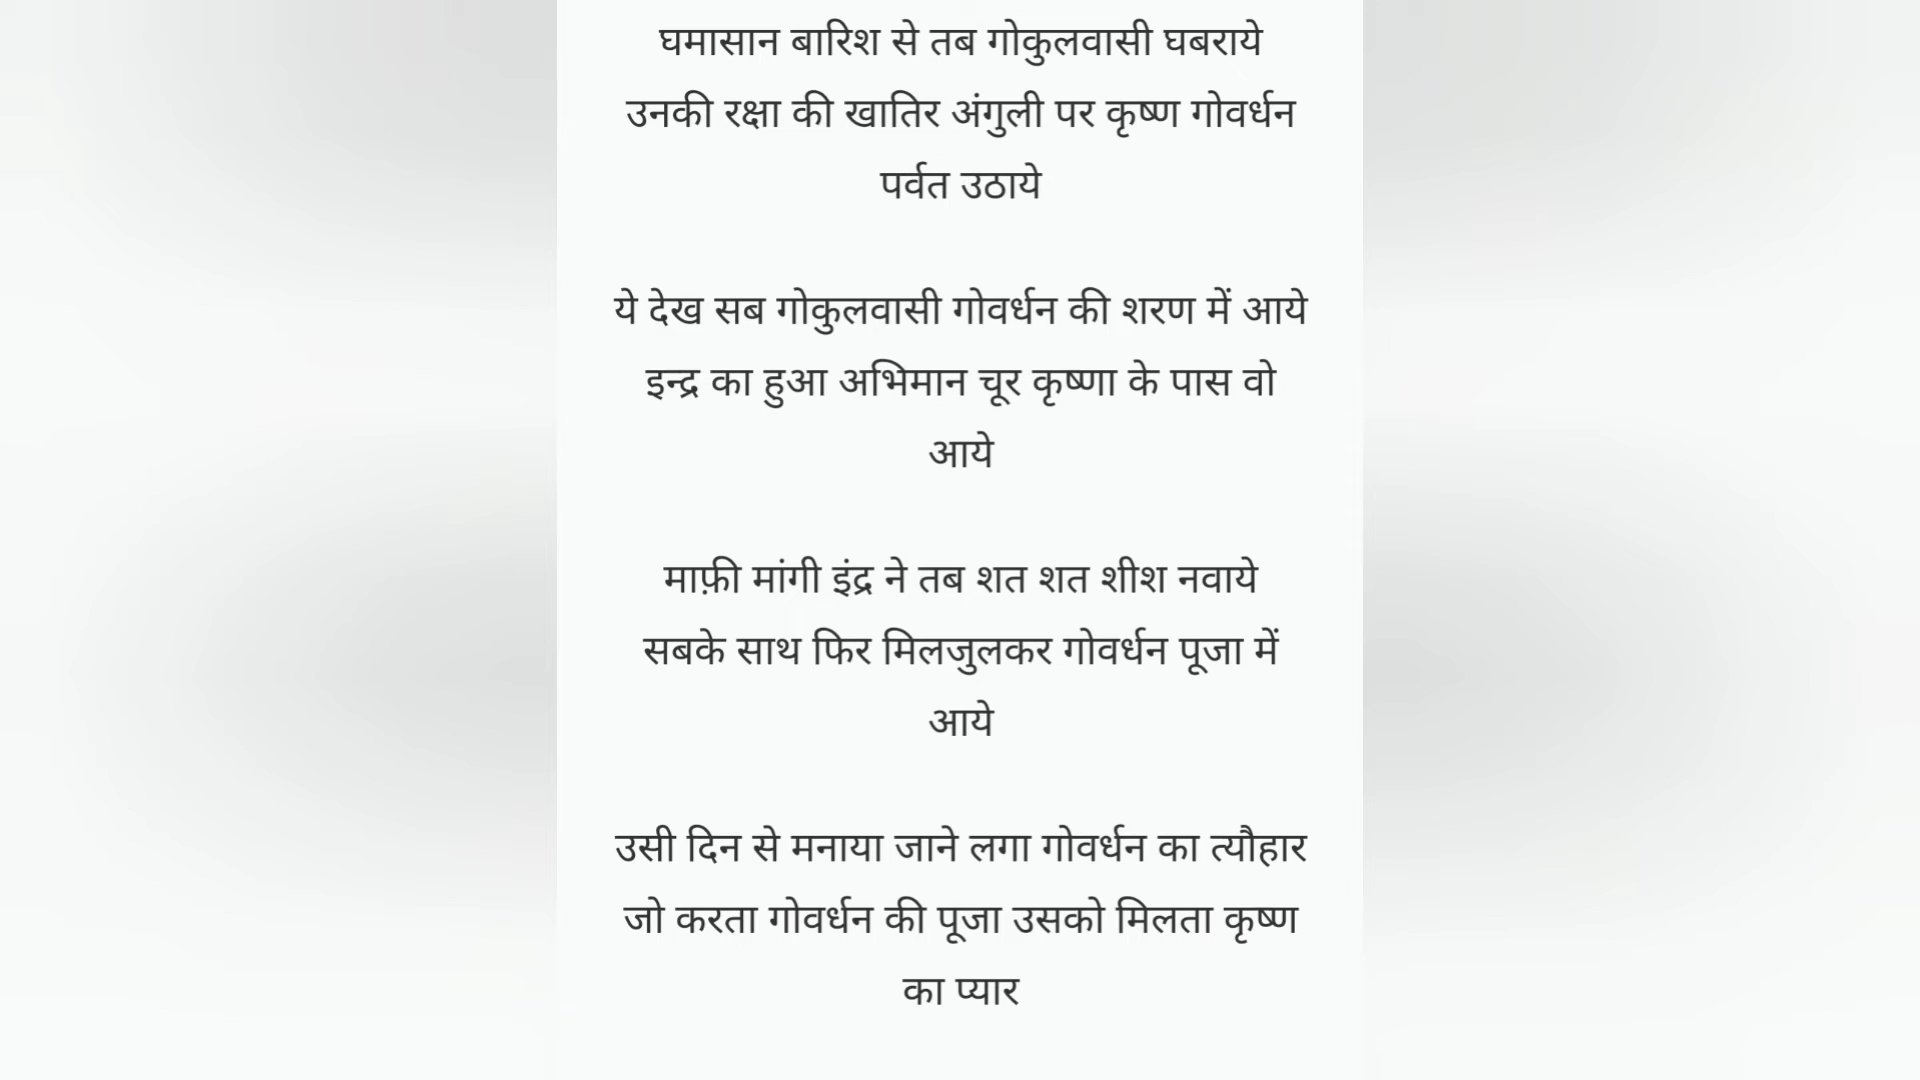 घमासान बारिश से तब गोकुलवासी घबराये
उनकी रक्षा की खातिर अंगुली पर कृष्ण गोवर्धन
पर्वत उठाये
ये देख सब गोकुलवासी गोवर्धन की शरण में आये
इन्द्र का हुआ अभिमान चूर कृष्णा के पास वो
आये
माफ़ी मांगी इंद्र ने तब शत शत शीश नवाये
सबके साथ फिर मिलजुलकर गोवर्धन पूजा में
आये
उसी दिन से मनाया जाने लगा गोवर्धन का त्यौहार
जो करता गोवर्धन की पूजा उसको मिलता कृष्ण
का प्यार